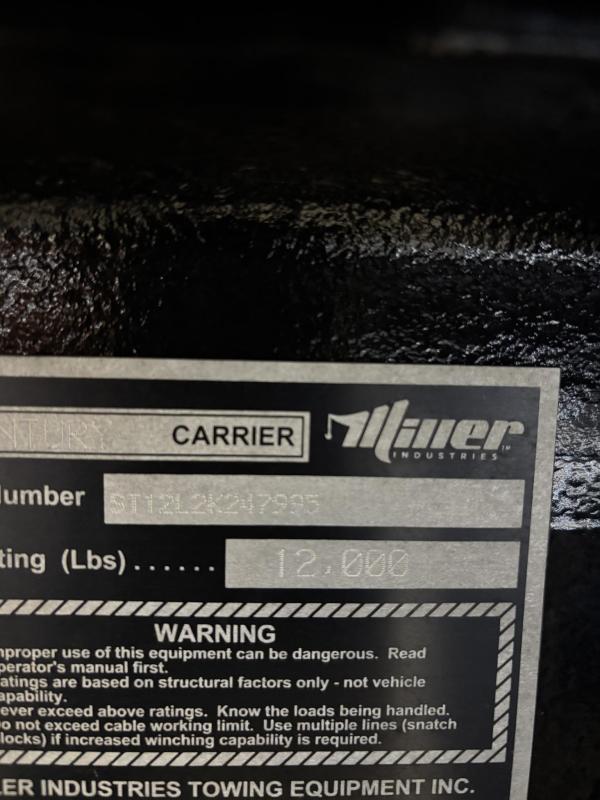 NTURY CARRIER Miller
INDUSTRIES™
Number ST12L2K247995
ting (Lbs)...... 12,000
WARNING
nproper use of this equipment can be dangerous. Read
perator's manual first.
atings are based on structural factors only - not vehicle
apability.
ever exceed above ratings. Know the loads being handled.
o not exceed cable working limit. Use multiple lines (snatch
locks) if increased winching capability is required.
LER INDUSTRIES TOWING EQUIPMENT INC.